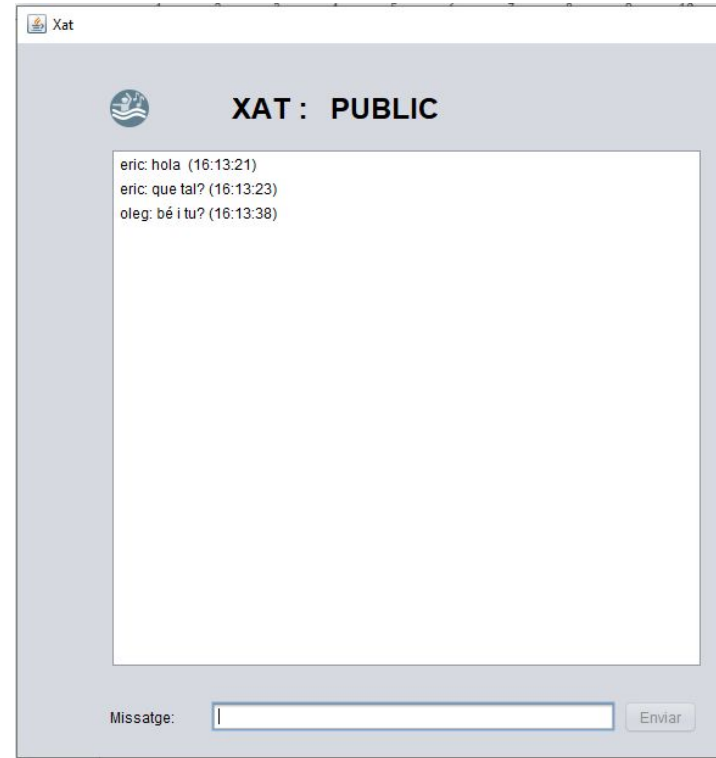 Xat
XAT : PUBLIC
eric: hola (16:13:21)
eric: que tal? (16:13:23)
oleg: bé i tu? (16:13:38)
Missatge:
Enviar